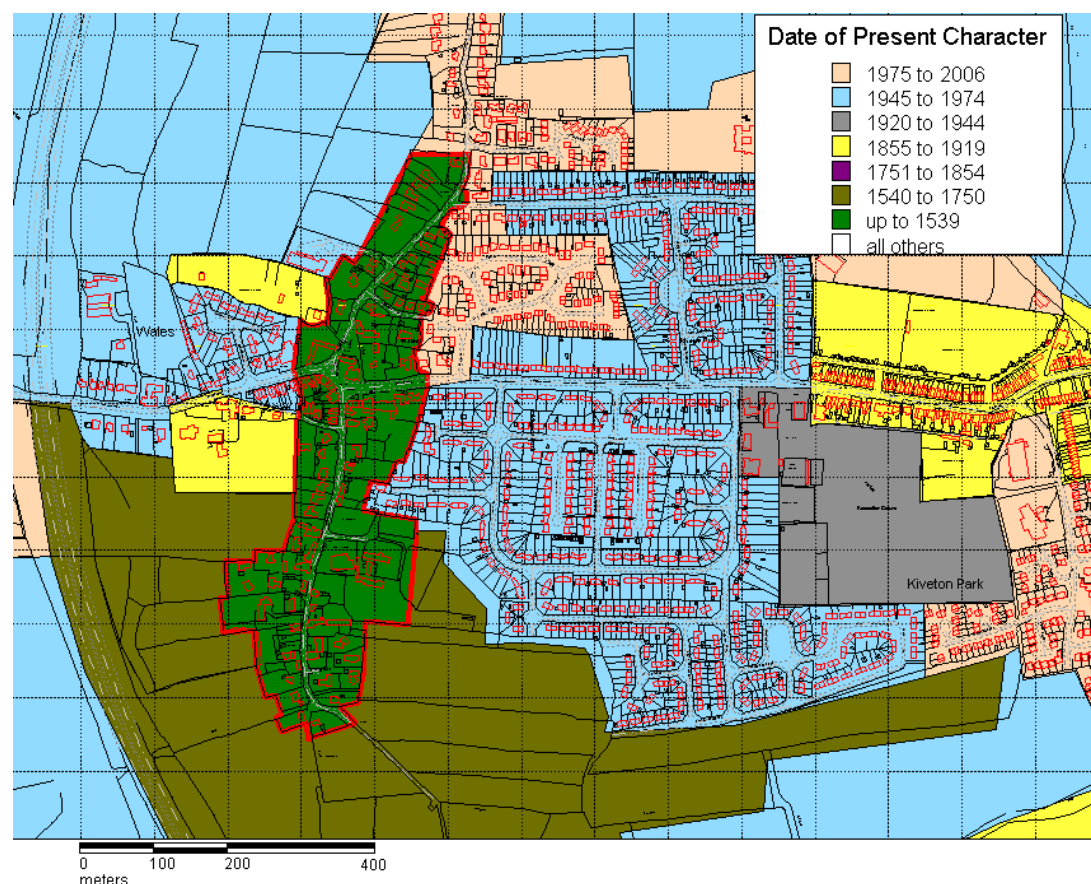 Date of Present Character
1975 to 2006
1945 to 1974
1920 to 1944
1855 to 1919
1751 to 1854
1540 to 1750
up to 1539
all others
Wales
Kiveton Park
0 100 200 400
meters